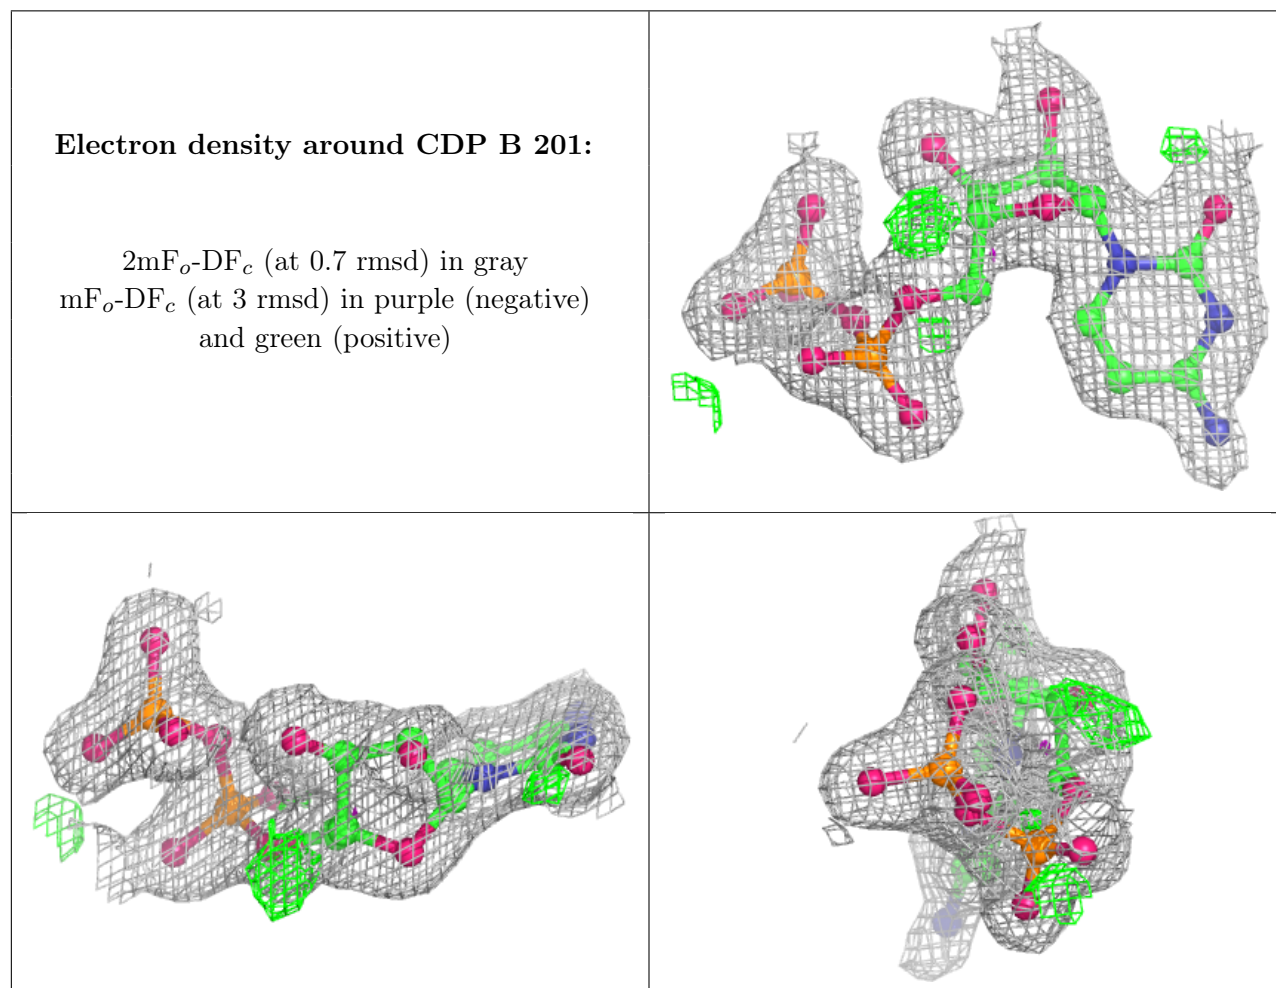 Electron density around CDP B 201:
2mFo-DFc (at 0.7 rmsd) in gray
mFo-DFc (at 3 rmsd) in purple (negative)
and green (positive)